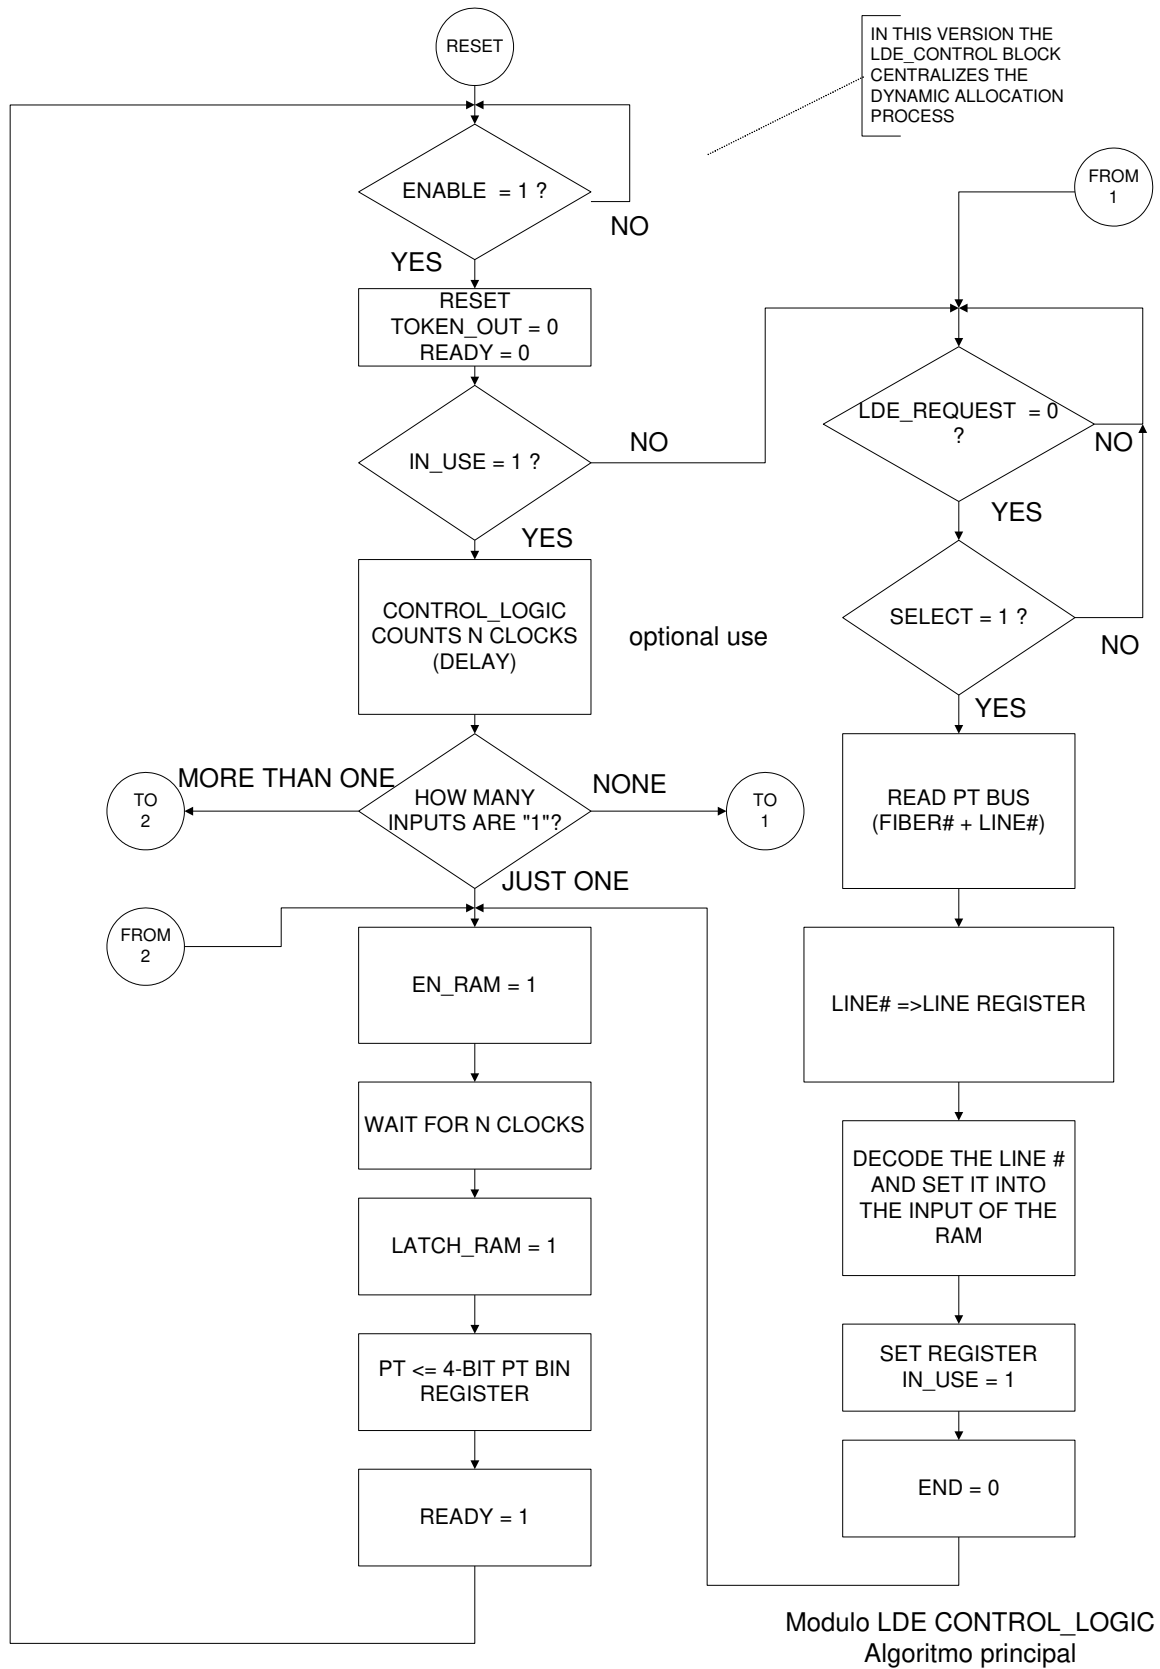 RESET
IN THIS VERSION THE
LDE_CONTROL BLOCK
CENTRALIZES THE
DYNAMIC ALLOCATION
PROCESS
ENABLE = 1 ?
NO
YES
FROM
1
RESET
TOKEN_OUT = 0
READY = 0
IN_USE = 1 ?
NO
YES
LDE_REQUEST = 0
?
NO
YES
CONTROL_LOGIC
COUNTS N CLOCKS
(DELAY)
optional use
SELECT = 1 ?
NO
YES
MORE THAN ONE
TO
2
HOW MANY
INPUTS ARE "1"?
NONE
TO
1
JUST ONE
READ PT BUS
(FIBER# + LINE#)
FROM
2
EN_RAM = 1
LINE# =>LINE REGISTER
WAIT FOR N CLOCKS
DECODE THE LINE #
AND SET IT INTO
THE INPUT OF THE
RAM
LATCH_RAM = 1
PT <= 4-BIT PT BIN
REGISTER
SET REGISTER
IN_USE = 1
READY = 1
END = 0
Modulo LDE CONTROL_LOGIC
Algoritmo principal